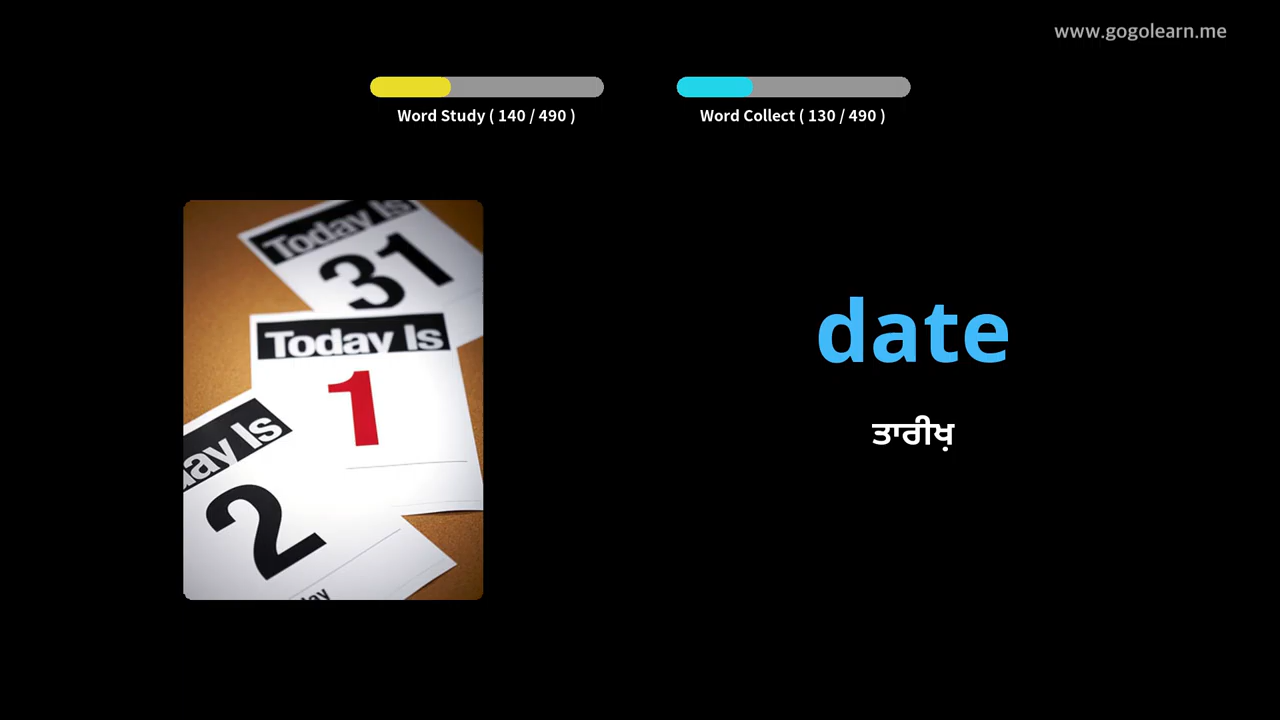 www.gogolearn.me
Word Study ( 140 / 490 )
Word Collect ( 130 / 490 )
Today Is
31
Today Is
1
ay Is
2
date
ਤਾਰੀਖ਼